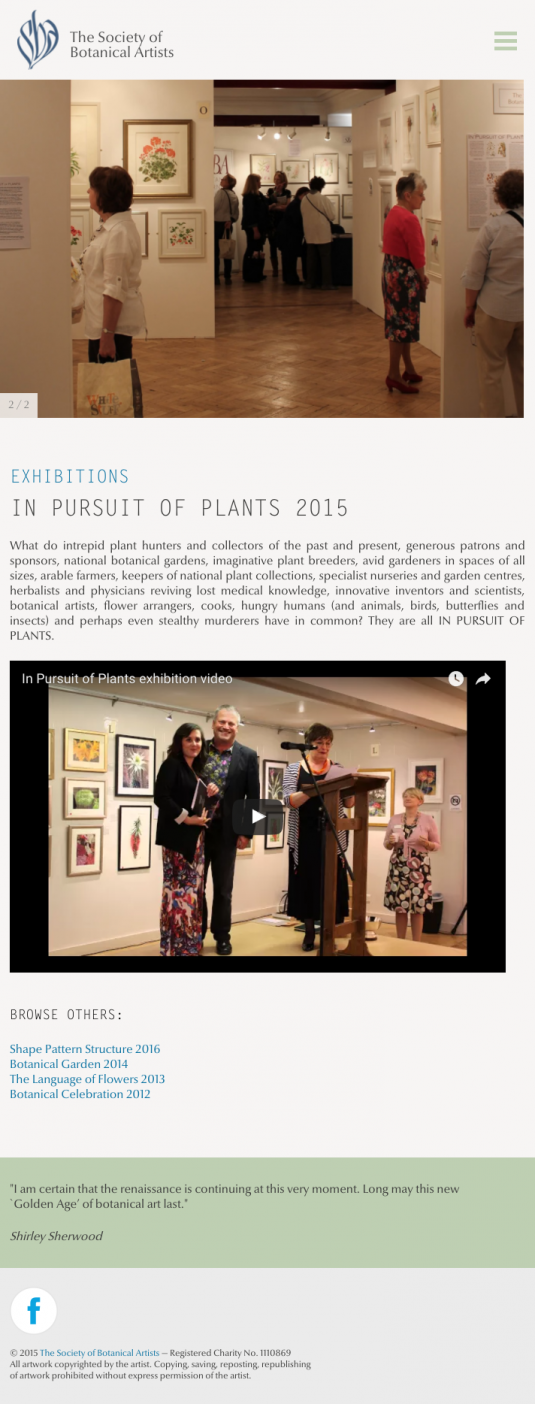 The Society of
Botanical Artists
2 / 2
EXHIBITIONS
IN PURSUIT OF PLANTS 2015
What do intrepid plant hunters and collectors of the past and present, generous patrons and
sponsors, national botanical gardens, imaginative plant breeders, avid gardeners in spaces of all
sizes, arable farmers, keepers of national plant collections, specialist nurseries and garden centres,
herbalists and physicians reviving lost medical knowledge, innovative inventors and scientists,
botanical artists, flower arrangers, cooks, hungry humans (and animals, birds, butterflies and
insects) and perhaps even stealthy murderers have in common? They are all IN PURSUIT OF
PLANTS.
In Pursuit of Plants exhibition video
BROWSE OTHERS:
Shape Pattern Structure 2016
Botanical Garden 2014
The Language of Flowers 2013
Botanical Celebration 2012
"I am certain that the renaissance is continuing at this very moment. Long may this new
`Golden Age’ of botanical art last."
Shirley Sherwood
© 2015 The Society of Botanical Artists – Registered Charity No. 1110869
All artwork copyrighted by the artist. Copying, saving, reposting, republishing
of artwork prohibited without express permission of the artist.